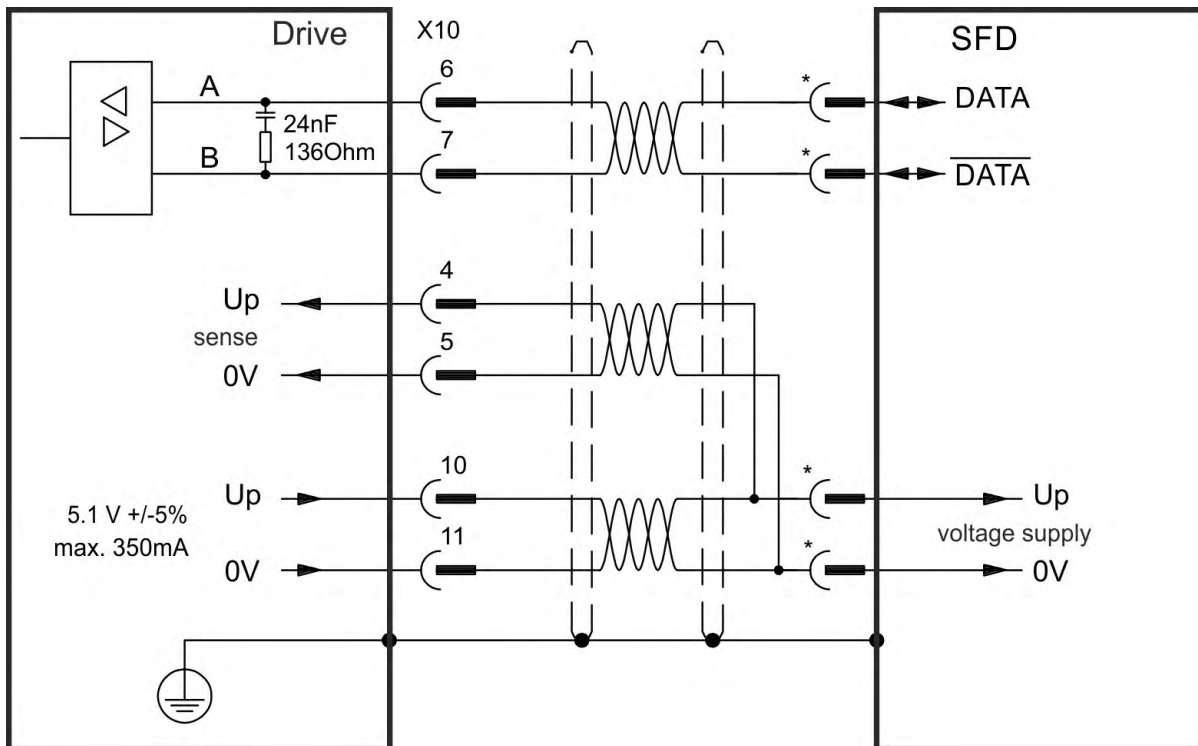 Drive
X10
SFD
A
6
*
DATA
24nF
136Ohm
B
7
*
DATA
Up
4
sense
0V
5
5.1 V +/-5%
max. 350mA
Up
10
*
Up
voltage supply
0V
11
*
0V